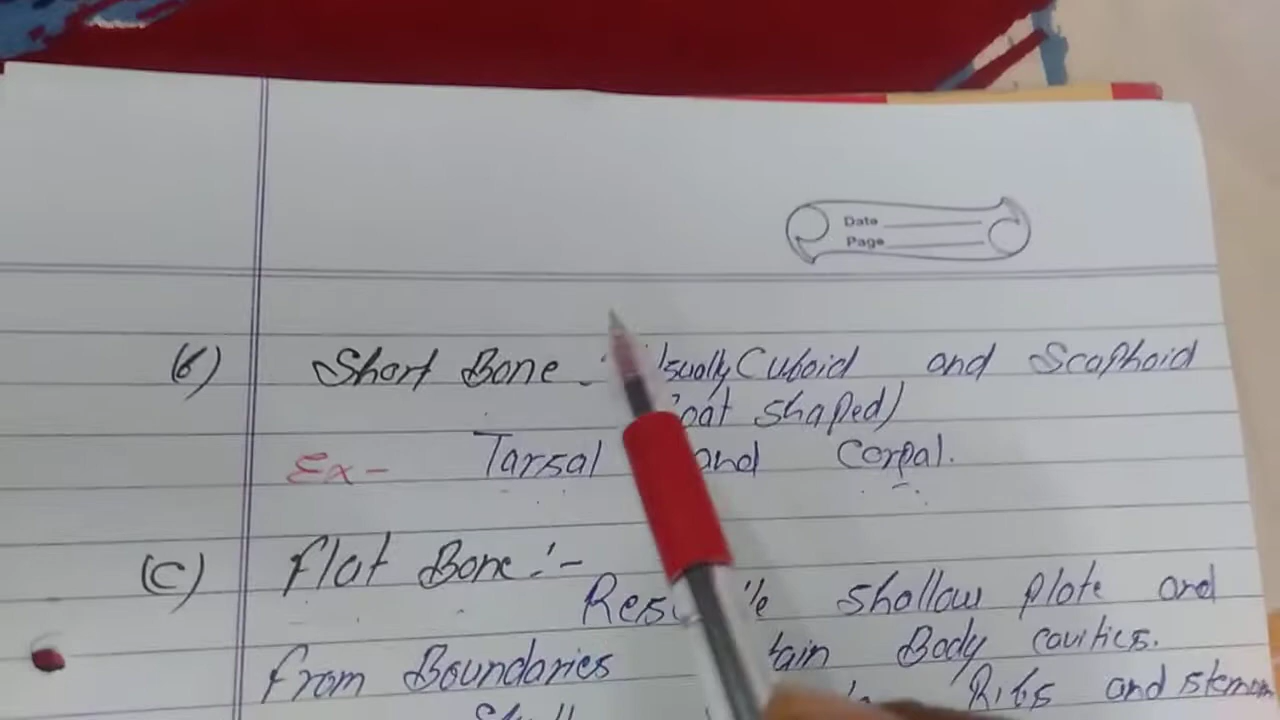 Date
Page
(b) Short Bone :- Usually Cuboid and Scaphoid
Boat shaped)
Ex- Tarsal and Corpal.
(C) flat Bone :-
shallow plate and
from Boundaries Body cavities.
Ribs and sternum